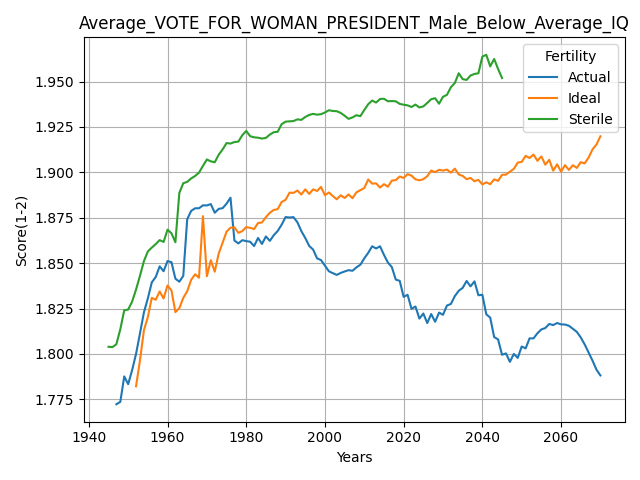 Average_VOTE_FOR_WOMAN_PRESIDENT_Male_Below_Average_IQ
Fertility
Actual
Ideal
Sterile
Score(1-2)
1.950
1.925
1.900
1.875
1.850
1.825
1.800
1.775
1940 1960 1980 2000 2020 2040 2060
Years